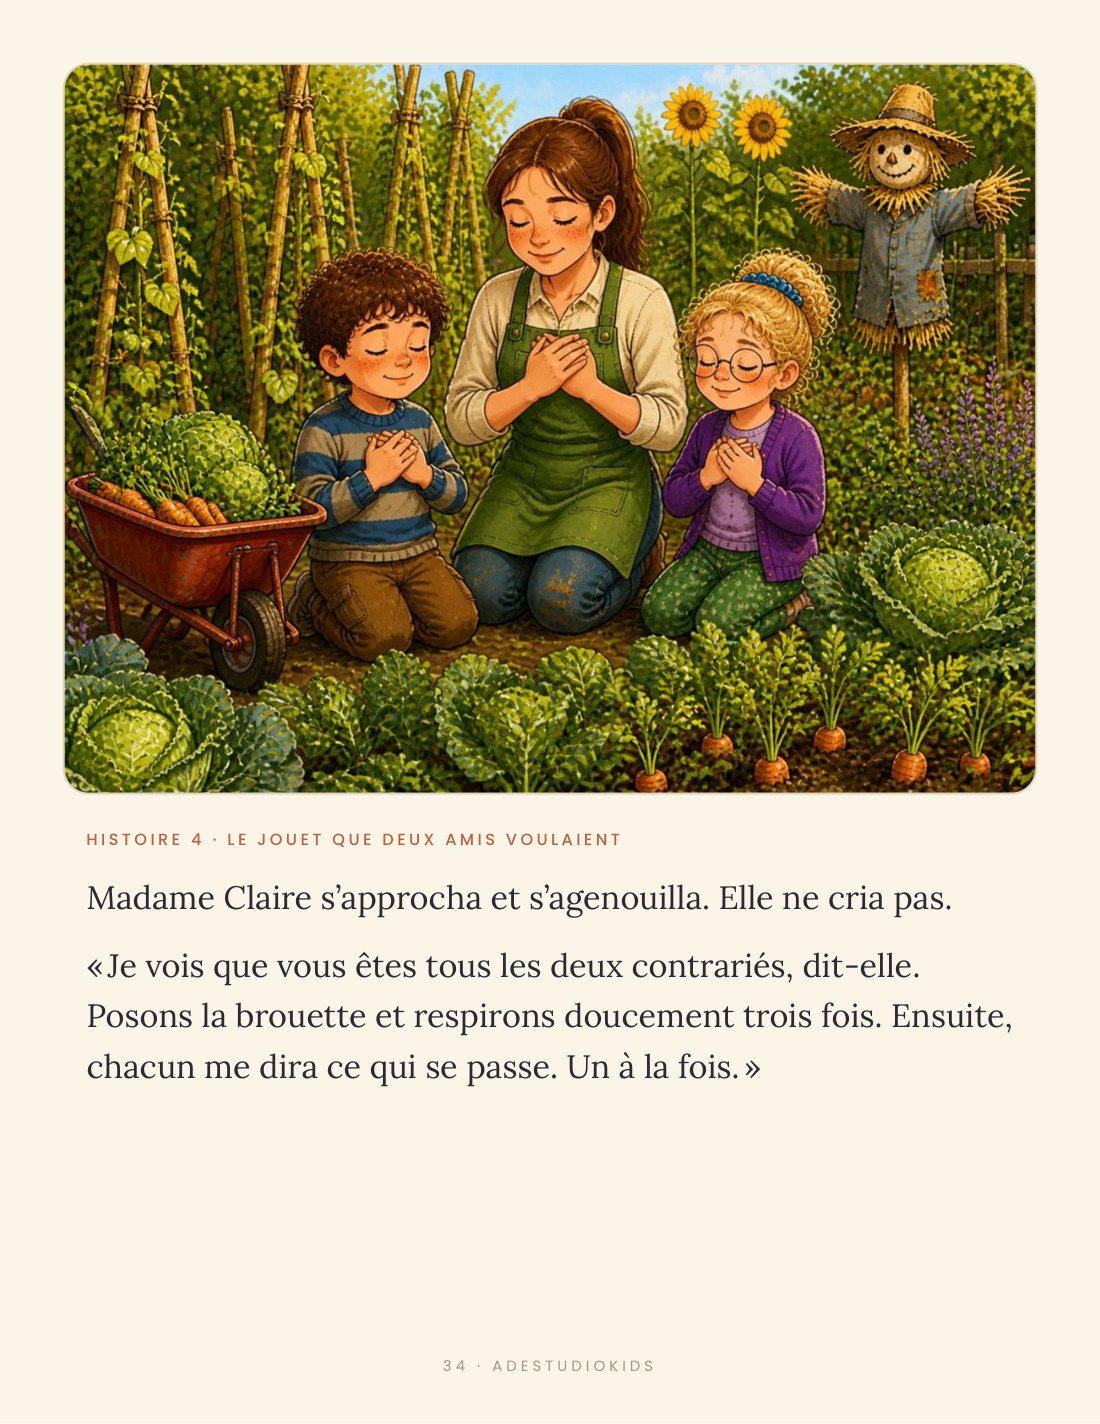 HISTOIRE 4 · LE JOUET QUE DEUX AMIS VOULAIENT
Madame Claire s’approcha et s’agenouilla. Elle ne cria pas.
« Je vois que vous êtes tous les deux contrariés, dit-elle.
Posons la brouette et respirons doucement trois fois. Ensuite,
chacun me dira ce qui se passe. Un à la fois. »
34 · ADESTUDIOKIDS